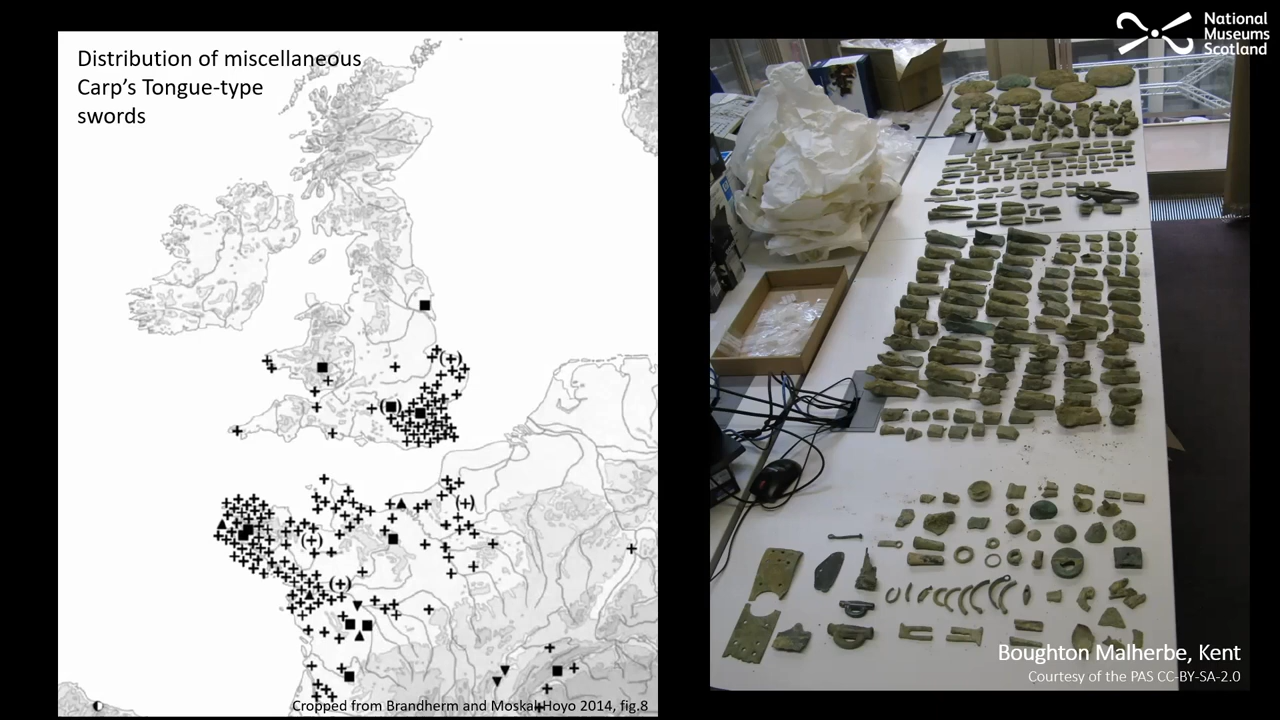 Distribution of miscellaneous
Carp's Tongue-type
swords
Cropped from Brandherm and Moskal-Hoyo 2014, fig.8
National
Museums
Scotland
Boughton Malherbe, Kent
Courtesy of the PAS CC-BY-SA-2.0